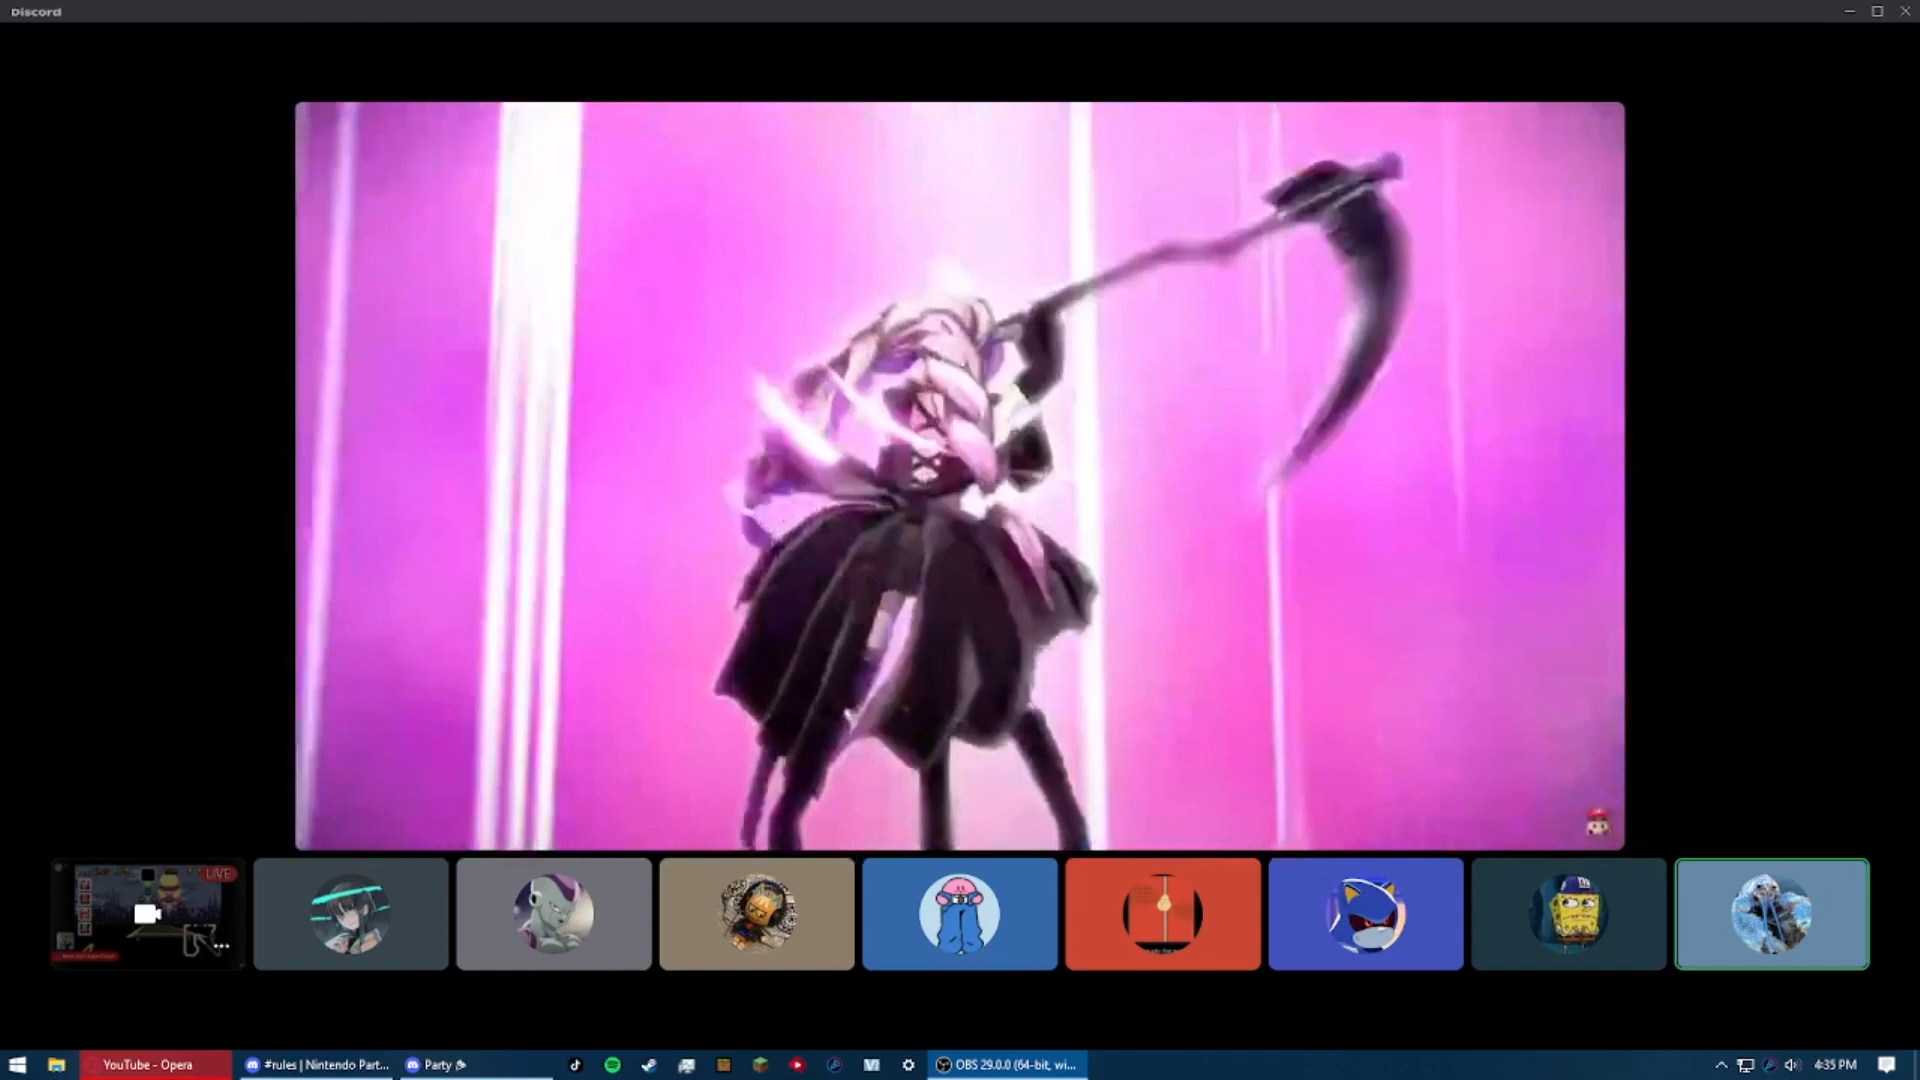 Discord
LIVE
YouTube - Opera
#rules | Nintendo Part...
Party
OBS 29.0.0 (64-bit, wi...
4:35 PM